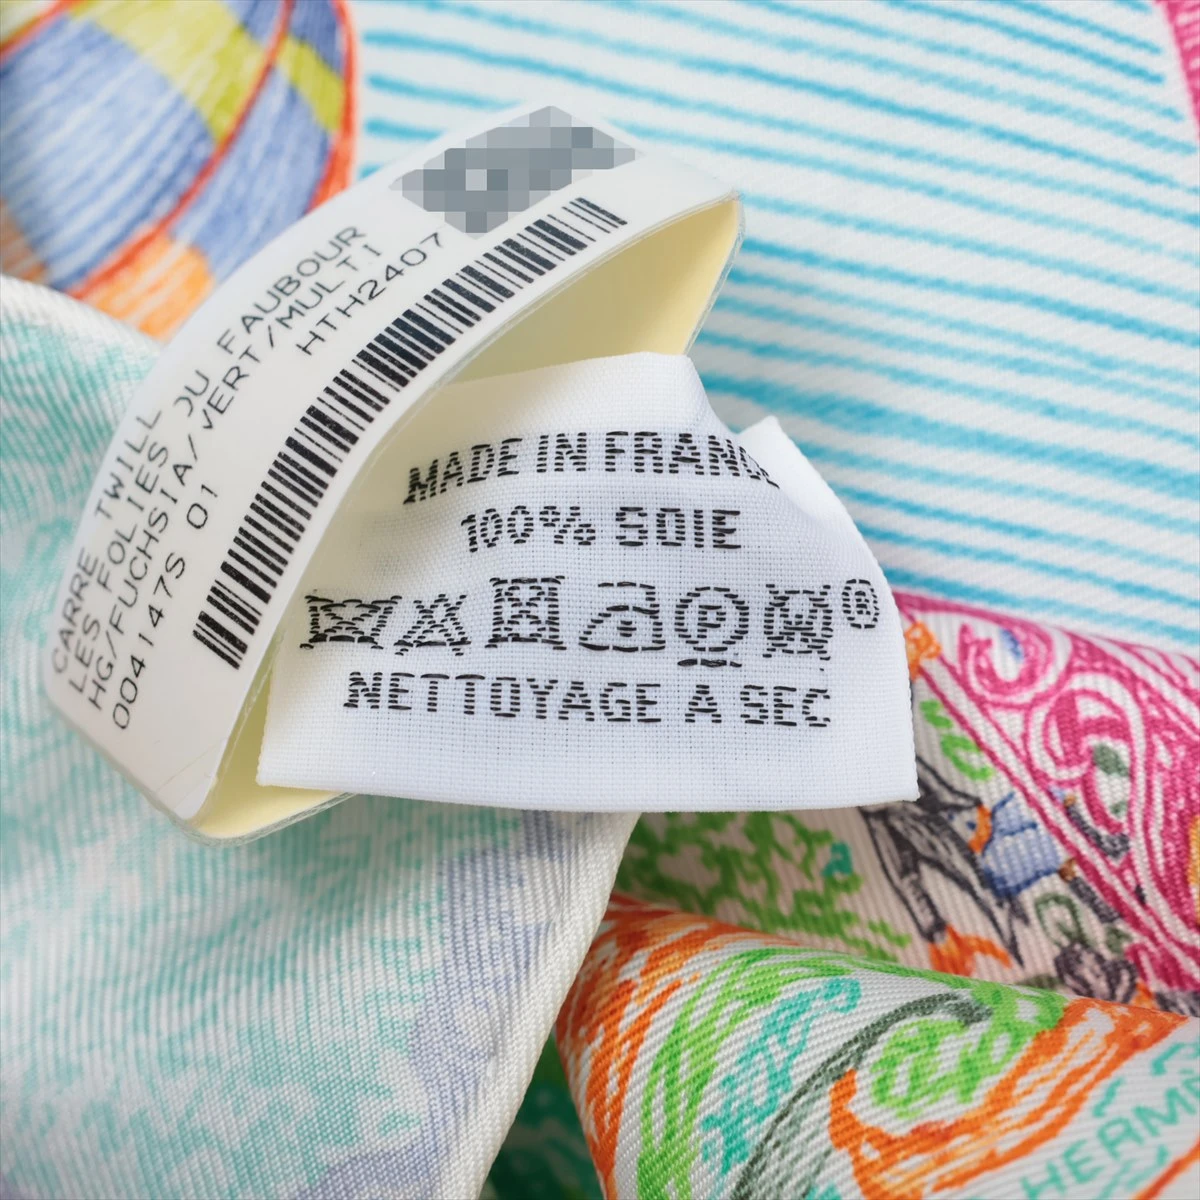 CARRE TWILL
LES FOLIES DU FAUBOUR
HG/FUCHSIA/VERT/MULTI
004147S 01 HTH2407
MADE IN FRANC
100% SOIE
P ®
NETTOYAGE A SEC
HERM